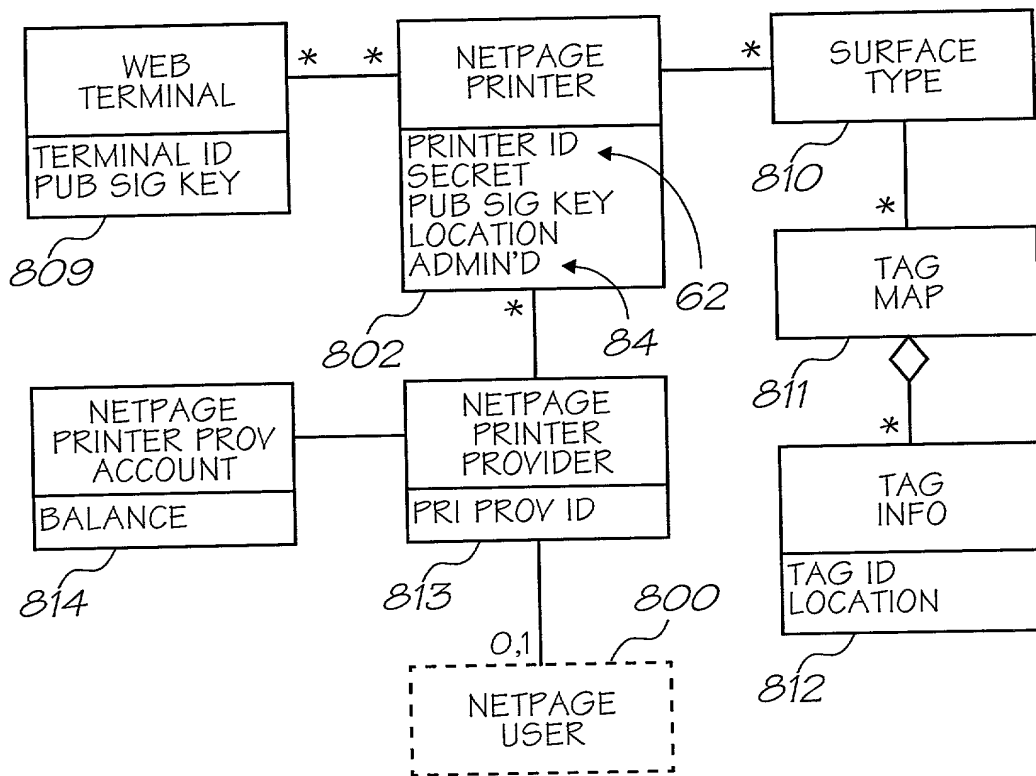 WEB
TERMINAL
TERMINAL ID
PUB SIG KEY
809
* *
NETPAGE
PRINTER
PRINTER ID
SECRET
PUB SIG KEY
LOCATION
ADMIN'D
802
62
84
*
*
SURFACE
TYPE
810
*
TAG
MAP
811
*
TAG
INFO
TAG ID
LOCATION
812
NETPAGE
PRINTER PROV
ACCOUNT
BALANCE
814
NETPAGE
PRINTER
PROVIDER
PRI PROV ID
813
800
0,1
NETPAGE
USER